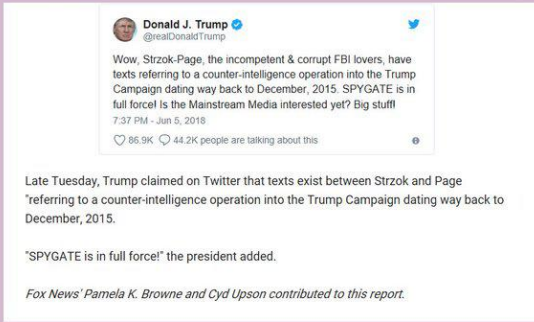 Donald J. Trump
@realDonaldTrump
Wow, Strzok-Page, the incompetent & corrupt FBI lovers, have
texts referring to a counter-intelligence operation into the Trump
Campaign dating way back to December, 2015. SPYGATE is in
full force! Is the Mainstream Media interested yet? Big stuff!
7:37 PM - Jun 5, 2018
86.9K 44.2K people are talking about this
Late Tuesday, Trump claimed on Twitter that texts exist between Strzok and Page
"referring to a counter-intelligence operation into the Trump Campaign dating way back to
December, 2015.
"SPYGATE is in full force!" the president added.
Fox News' Pamela K. Browne and Cyd Upson contributed to this report.